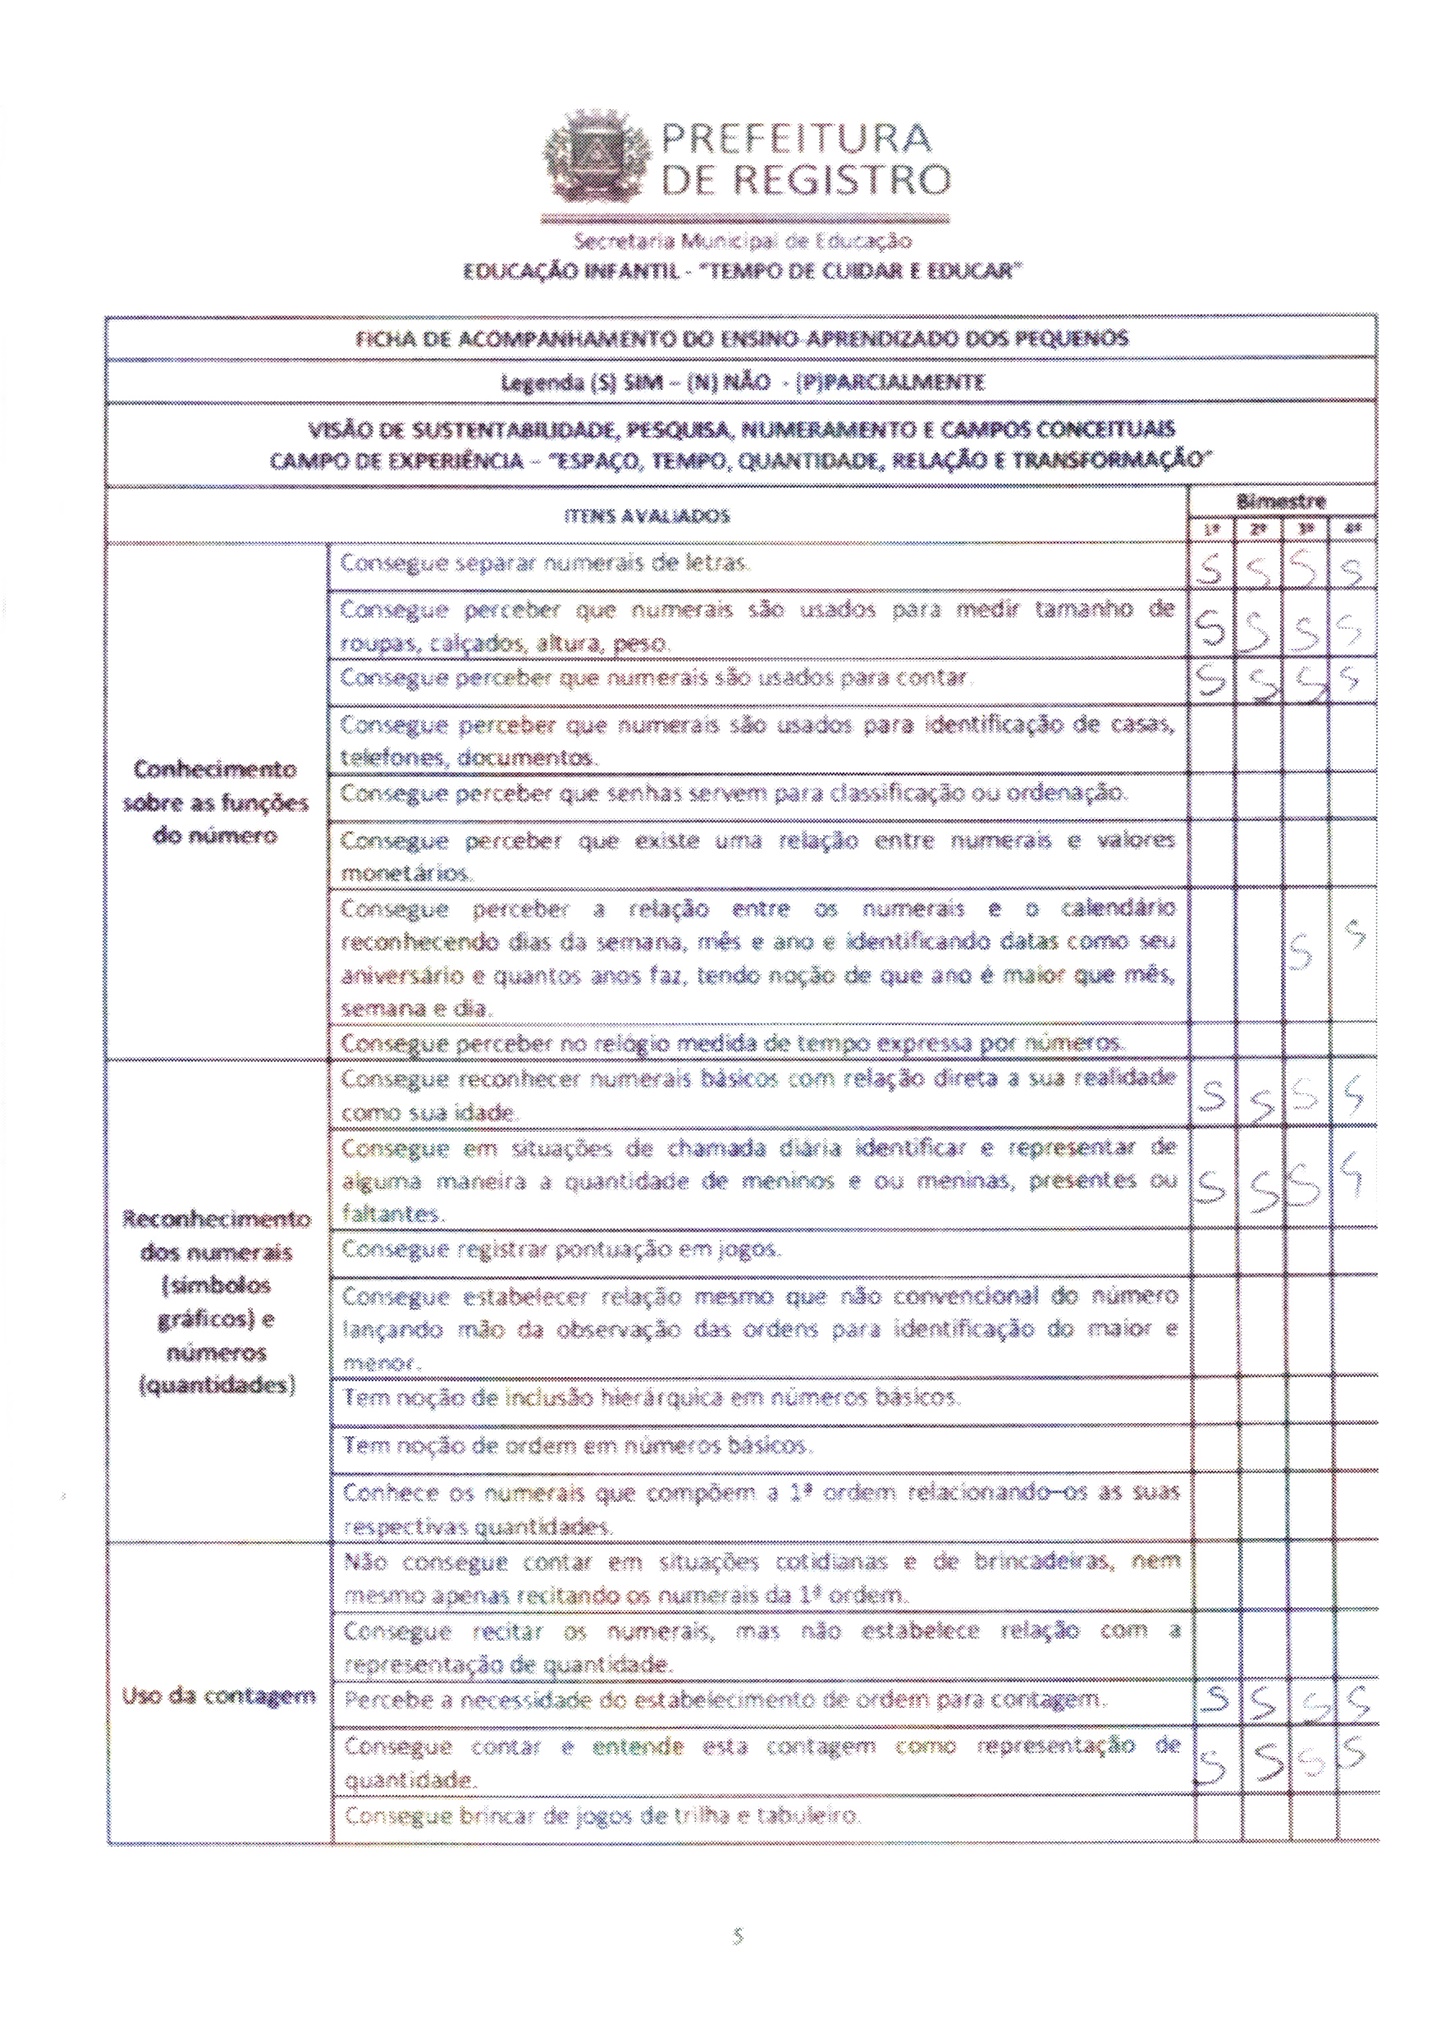 PREFEITURA
DE REGISTRO
Secretaria Municipal de Educação
EDUCAÇÃO INFANTIL - "TEMPO DE CUIDAR E EDUCAR"
FICHA DE ACOMPANHAMENTO DO ENSINO-APRENDIZADO DOS PEQUENOS
Legenda (S) SIM – (N) NÃO - (P)PARCIALMENTE
VISÃO DE SUSTENTABILIDADE, PESQUISA, NUMERAMENTO E CAMPOS CONCEITUAIS
CAMPO DE EXPERIÊNCIA – "ESPAÇO, TEMPO, QUANTIDADE, RELAÇÃO E TRANSFORMAÇÃO"
ITENS AVALIADOS
Bimestre
1º 2º 3º 4º
Conhecimento
sobre as funções
do número
Consegue separar numerais de letras.
S S S S
Consegue perceber que numerais são usados para medir tamanho de
roupas, calçados, altura, peso.
S S S S
Consegue perceber que numerais são usados para contar.
S S S S
Consegue perceber que numerais são usados para identificação de casas,
telefones, documentos.
Consegue perceber que senhas servem para classificação ou ordenação.
Consegue perceber que existe uma relação entre numerais e valores
monetários.
Consegue perceber a relação entre os numerais e o calendário
reconhecendo dias da semana, mês e ano e identificando datas como seu
aniversário e quantos anos faz, tendo noção de que ano é maior que mês,
semana e dia.
S S
Consegue perceber no relógio medida de tempo expressa por números.
Reconhecimento
dos numerais
(símbolos
gráficos) e
números
(quantidades)
Consegue reconhecer numerais básicos com relação direta a sua realidade
como sua idade.
S S S S
Consegue em situações de chamada diária identificar e representar de
alguma maneira a quantidade de meninos e ou meninas, presentes ou
faltantes.
S S S S
Consegue registrar pontuação em jogos.
Consegue estabelecer relação mesmo que não convencional do número
lançando mão da observação das ordens para identificação do maior e
menor.
Tem noção de inclusão hierárquica em números básicos.
Tem noção de ordem em números básicos.
Conhece os numerais que compõem a 1ª ordem relacionando-os as suas
respectivas quantidades.
Uso da contagem
Não consegue contar em situações cotidianas e de brincadeiras, nem
mesmo apenas recitando os numerais da 1ª ordem.
Consegue recitar os numerais, mas não estabelece relação com a
representação de quantidade.
Percebe a necessidade do estabelecimento de ordem para contagem.
S S S S
Consegue contar e entende esta contagem como representação de
quantidade.
S S S S
Consegue brincar de jogos de trilha e tabuleiro.
5